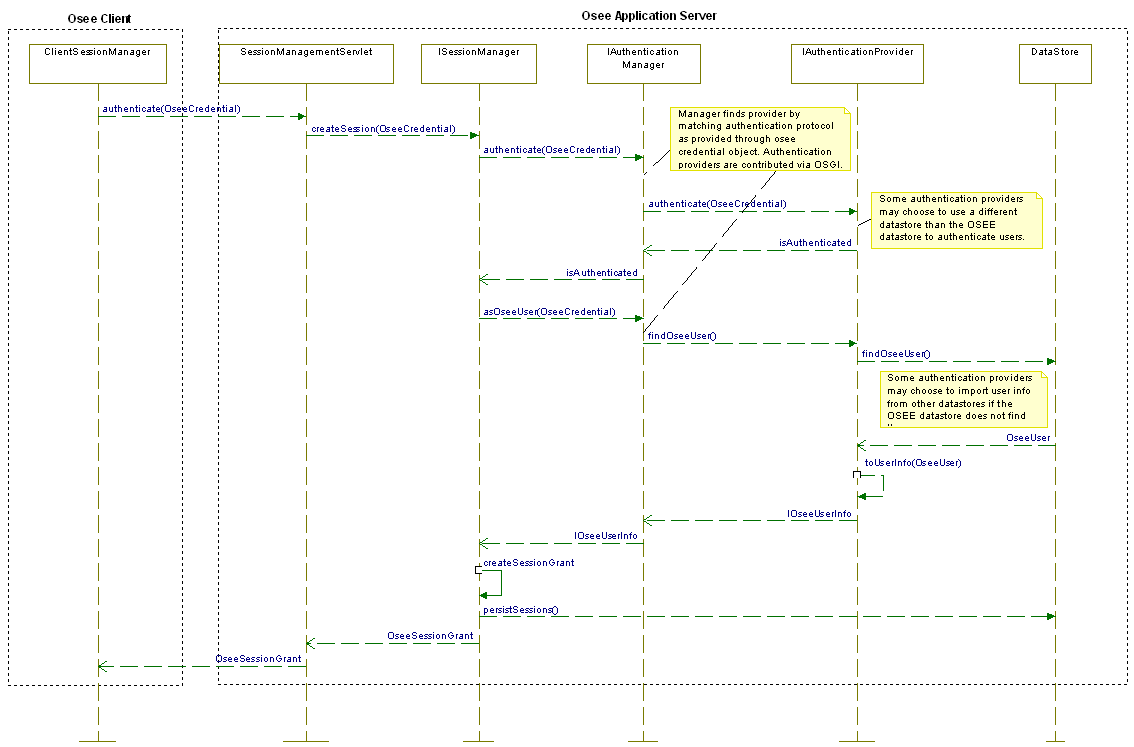 Osee Client
Osee Application Server
ClientSessionManager
SessionManagementServlet
ISessionManager
IAuthentication
Manager
IAuthenticationProvider
DataStore
authenticate(OseeCredential)
createSession(OseeCredential)
authenticate(OseeCredential)
Manager finds provider by
matching authentication protocol
as provided through osee
credential object. Authentication
providers are contributed via OSGI.
authenticate(OseeCredential)
Some authentication providers
may choose to use a different
datastore than the OSEE
datastore to authenticate users.
isAuthenticated
isAuthenticated
asOseeUser(OseeCredential)
findOseeUser()
findOseeUser()
Some authentication providers
may choose to import user info
from other datastores if the
OSEE datastore does not find
OseeUser
toUserInfo(OseeUser)
IOseeUserInfo
IOseeUserInfo
createSessionGrant
persistSessions()
OseeSessionGrant
OseeSessionGrant